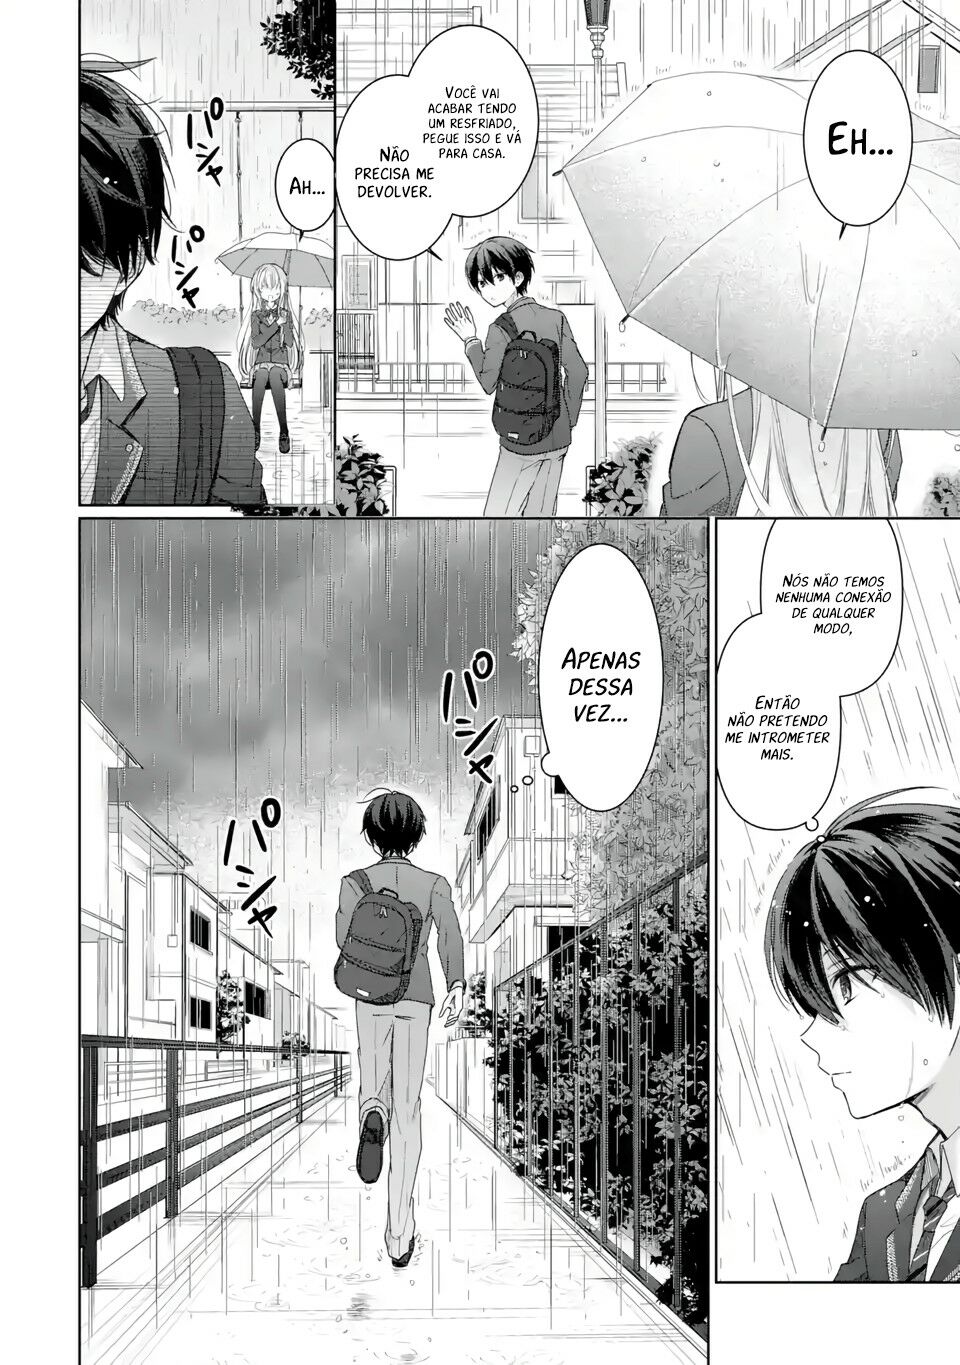 Eh...
Você vai
acabar tendo
um resfriado,
pegue isso e vá
para casa.
Não
precisa me
devolver.
Ah...
パシャ
パシャ
Nós não temos
nenhuma conexão
de qualquer
modo,
Então
não pretendo
me intrometer
mais.
Apenas
dessa
vez...
パシャ
パシャ